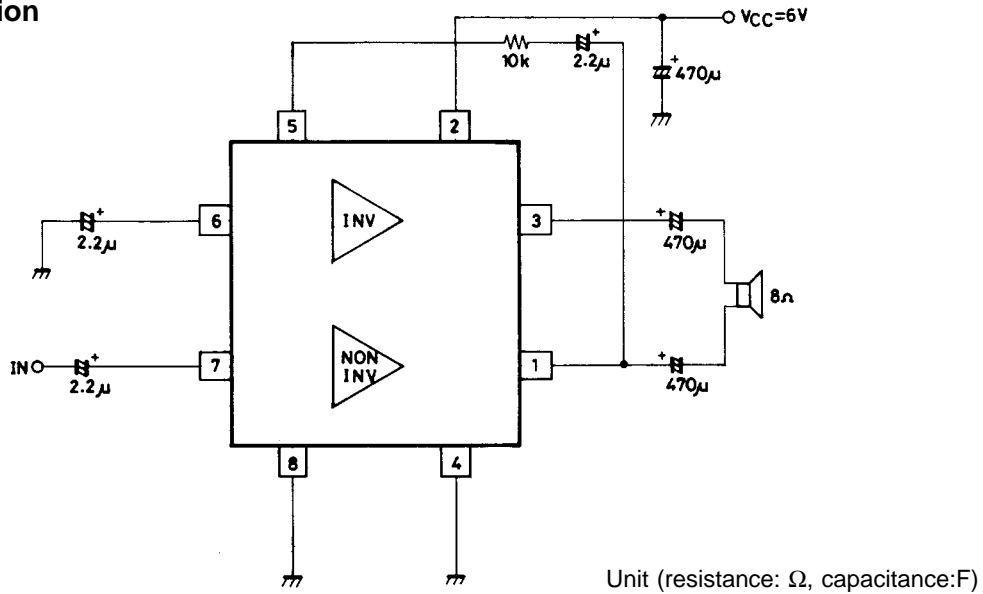 ion
VCC=6V
10k
2.2μ
+
+
470μ
5
2
6
INV
3
+
2.2μ
+
470μ
8Ω
IN
+
2.2μ
7
NON
INV
1
+
470μ
8
4
Unit (resistance: Ω, capacitance:F)